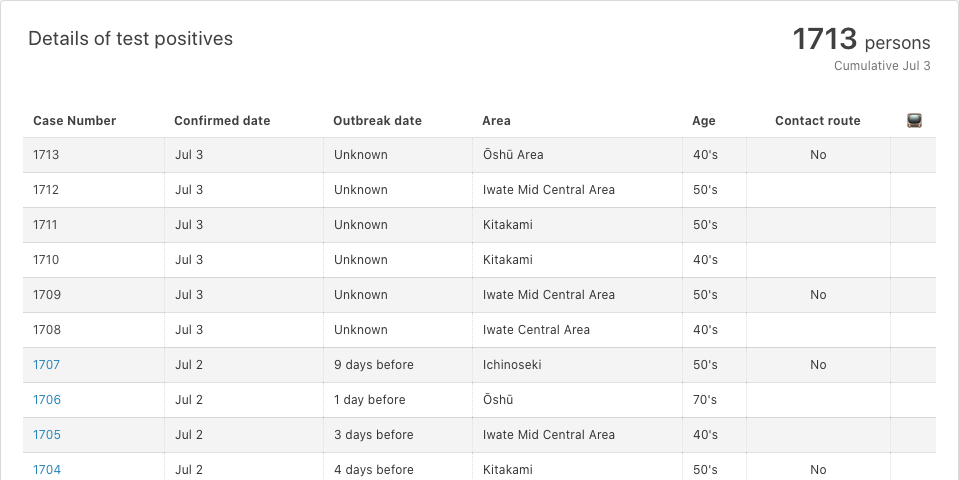 Details of test positives
1713 persons
Cumulative Jul 3
Case Number Confirmed date Outbreak date Area Age Contact route
1713 Jul 3 Unknown Ōshū Area 40's No
1712 Jul 3 Unknown Iwate Mid Central Area 50's
1711 Jul 3 Unknown Kitakami 50's
1710 Jul 3 Unknown Kitakami 40's
1709 Jul 3 Unknown Iwate Mid Central Area 50's No
1708 Jul 3 Unknown Iwate Central Area 40's
1707 Jul 2 9 days before Ichinoseki 50's No
1706 Jul 2 1 day before Ōshū 70's
1705 Jul 2 3 days before Iwate Mid Central Area 40's
1704 Jul 2 4 days before Kitakami 50's No